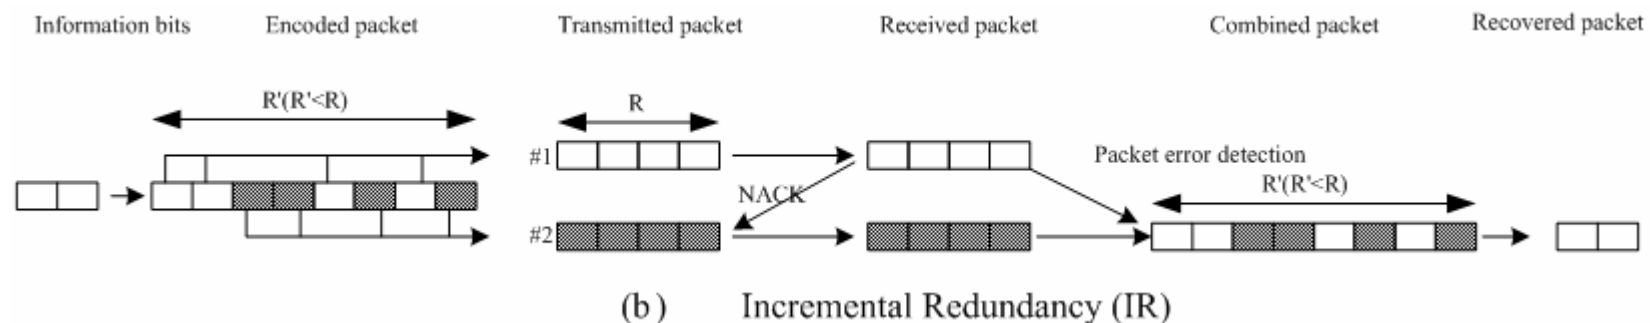 Information bits Encoded packet Transmitted packet Received packet Combined packet Recovered packet
R'(R'<R) R
#1
Packet error detection
R'(R'<R)
NACK
#2
(b) Incremental Redundancy (IR)